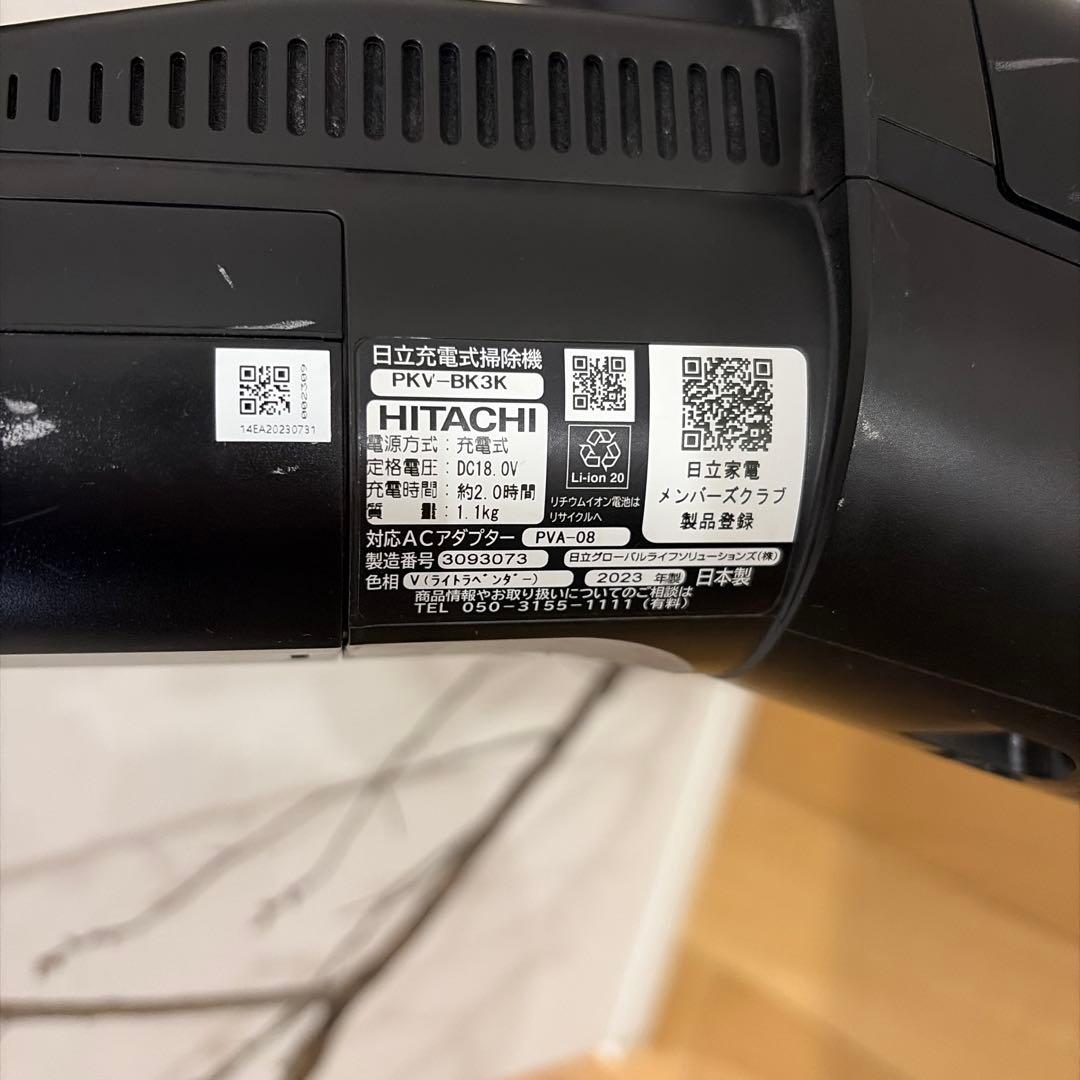 日立充電式掃除機
PKV-BK3K
HITACHI
電源方式：充電式
定格電圧：DC18.0V
充電時間：約2.0時間
質　量：1.1kg
対応ACアダプター PVA-08
製造番号 3093073 日立グローバルライフソリューションズ(株)
色相 V(ライトラベンダー) 2023 年製 日本製
商品情報やお取り扱いについてのご相談は
TEL 050-3155-1111 (有料)
Li-ion 20
リチウムイオン電池は
リサイクルへ
日立家電
メンバーズクラブ
製品登録
002309
14EA20230731